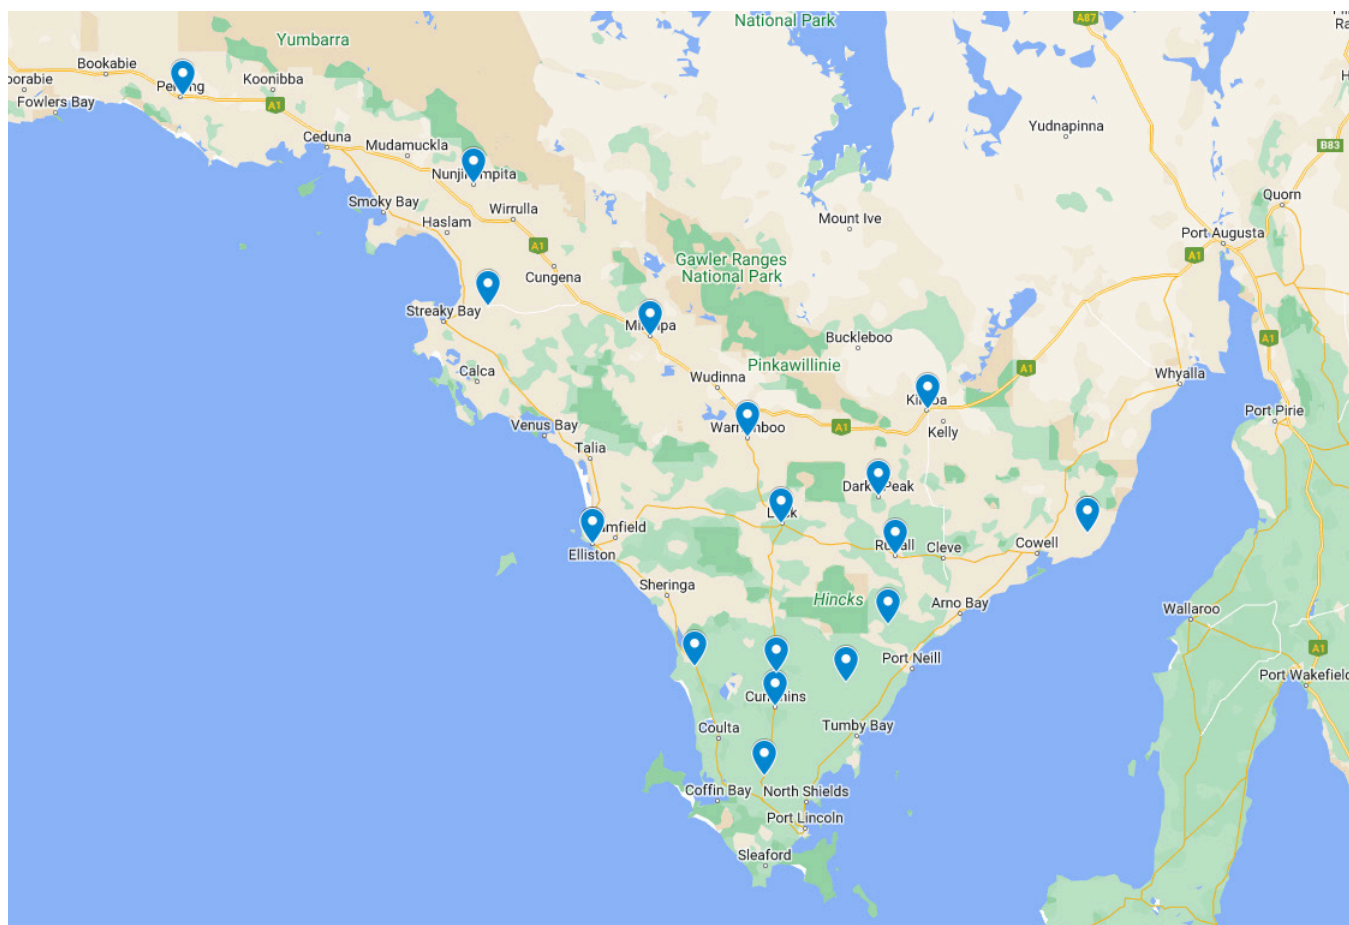 National Park
A87
Yumbarra
Bookabie
Koonibba
Fowlers Bay
A1
Yudnapinna
Ceduna
Mudamuckla
B83
Quorn
Smoky Bay
Wirrulla
Haslam
Mount Ive
Port Augusta
A1
A1
Gawler Ranges
National Park
Cungena
Streaky Bay
Buckleboo
A1
Pinkawillinie
A1
Calca
Wudinna
Whyalla
Port Pirie
Venus Bay
A1
Kelly
Talia
Elliston
Cleve
Cowell
Sheringa
Hincks
Arno Bay
Wallaroo
A1
Port Neill
Port Wakefield
Coulta
Tumby Bay
Coffin Bay
North Shields
Port Lincoln
Sleaford